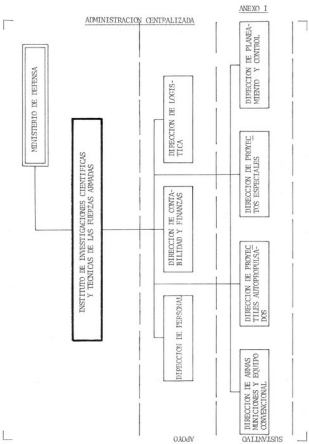 ANEXO I
ADMINISTRACION CENTRALIZADA
MINISTERIO DE DEFENSA
INSTITUTO DE INVESTIGACIONES CIENTIFICAS
Y TECNICAS DE LAS FUERZAS ARMADAS
APOYO
DIRECCION DE PERSONAL
DIRECCION DE CONTA-
BILIDAD Y FINANZAS
DIRECCION DE LOGIS-
TICA
SUSTANTIVO
DIRECCION DE ARMAS
MUNICIONES Y EQUIPO
CONVENCIONAL
DIRECCION DE PROYEC
TILES AUTOPROPULSA-
DOS
DIRECCION DE PROYEC
TOS ESPECIALES
DIRECCION DE PLANEA-
MIENTO Y CONTROL